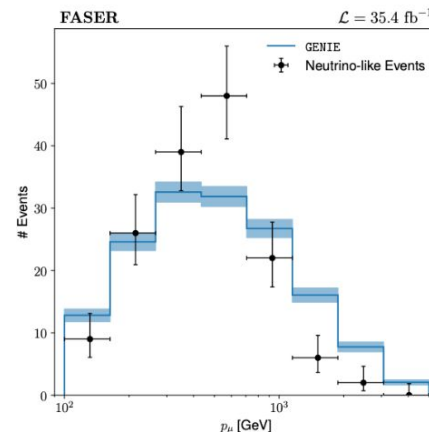 FASER
ℒ = 35.4 fb⁻¹
GENIE
Neutrino-like Events
# Events
50
40
30
20
10
0
10²
10³
pμ [GeV]